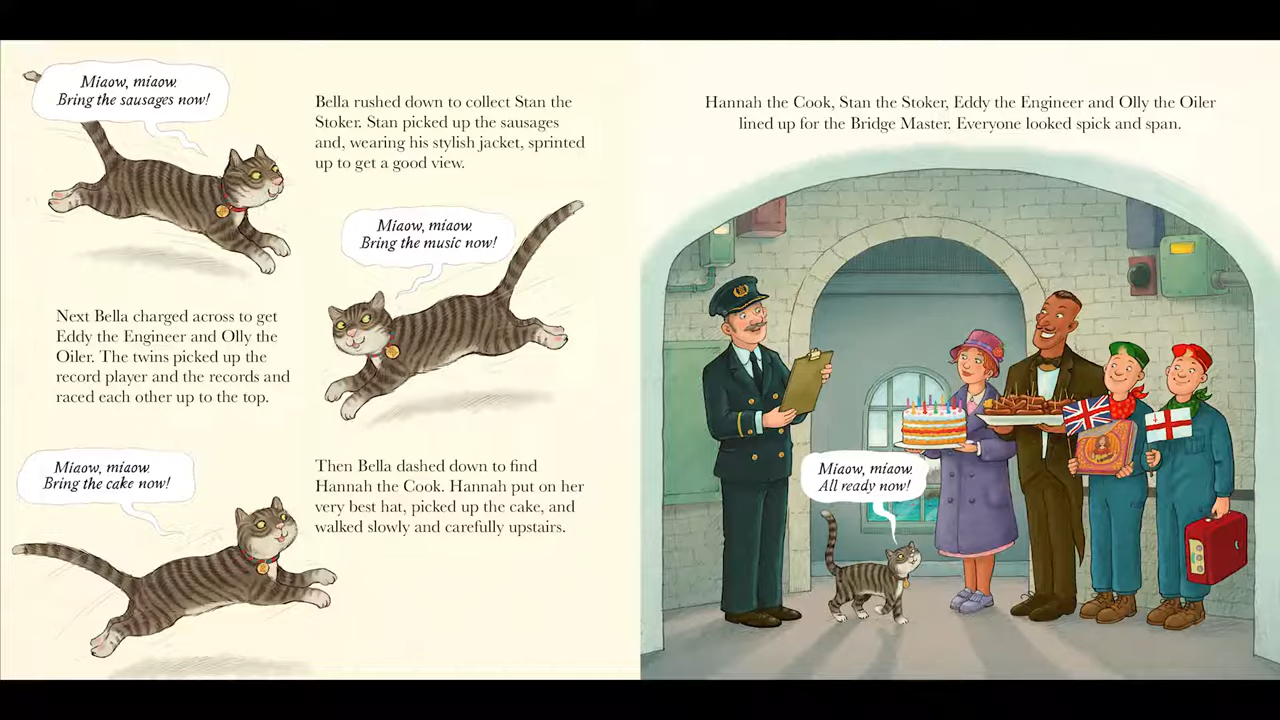 Miaow, miaow.
Bring the sausages now!
Bella rushed down to collect Stan the
Stoker. Stan picked up the sausages
and, wearing his stylish jacket, sprinted
up to get a good view.
Miaow, miaow.
Bring the music now!
Next Bella charged across to get
Eddy the Engineer and Olly the
Oiler. The twins picked up the
record player and the records and
raced each other up to the top.
Miaow, miaow.
Bring the cake now!
Then Bella dashed down to find
Hannah the Cook. Hannah put on her
very best hat, picked up the cake, and
walked slowly and carefully upstairs.
Hannah the Cook, Stan the Stoker, Eddy the Engineer and Olly the Oiler
lined up for the Bridge Master. Everyone looked spick and span.
Miaow, miaow.
All ready now!